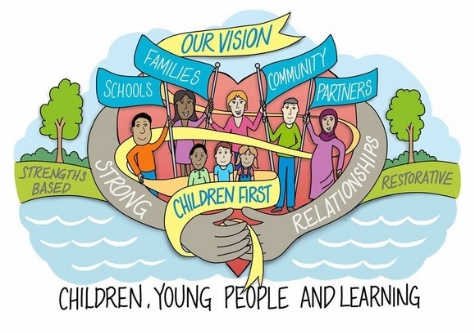 OUR VISION
FAMILIES
COMMUNITY
SCHOOLS
PARTNERS
STRENGTHS
BASED
STRONG
RELATIONSHIPS
RESTORATIVE
CHILDREN FIRST
CHILDREN, YOUNG PEOPLE AND LEARNING